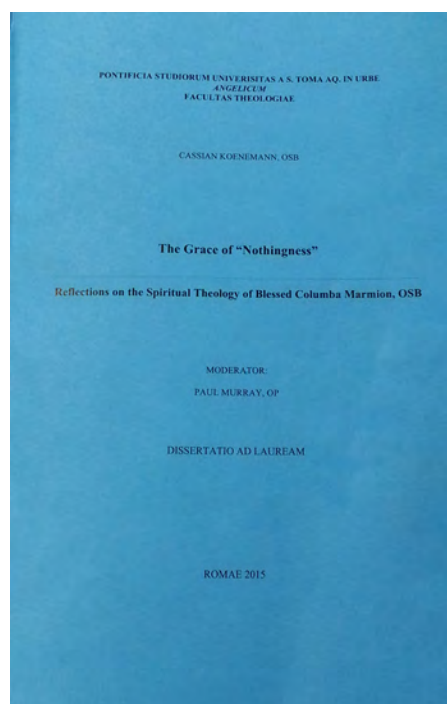 PONTIFICIA STUDIORUM UNIVERISITAS A S. TOMA AQ. IN URBE
ANGELICUM
FACULTAS THEOLOGIAE
CASSIAN KOENEMANN, OSB
The Grace of “Nothingness”
Reflections on the Spiritual Theology of Blessed Columba Marmion, OSB
MODERATOR:
PAUL MURRAY, OP
DISSERTATIO AD LAUREAM
ROMAE 2015